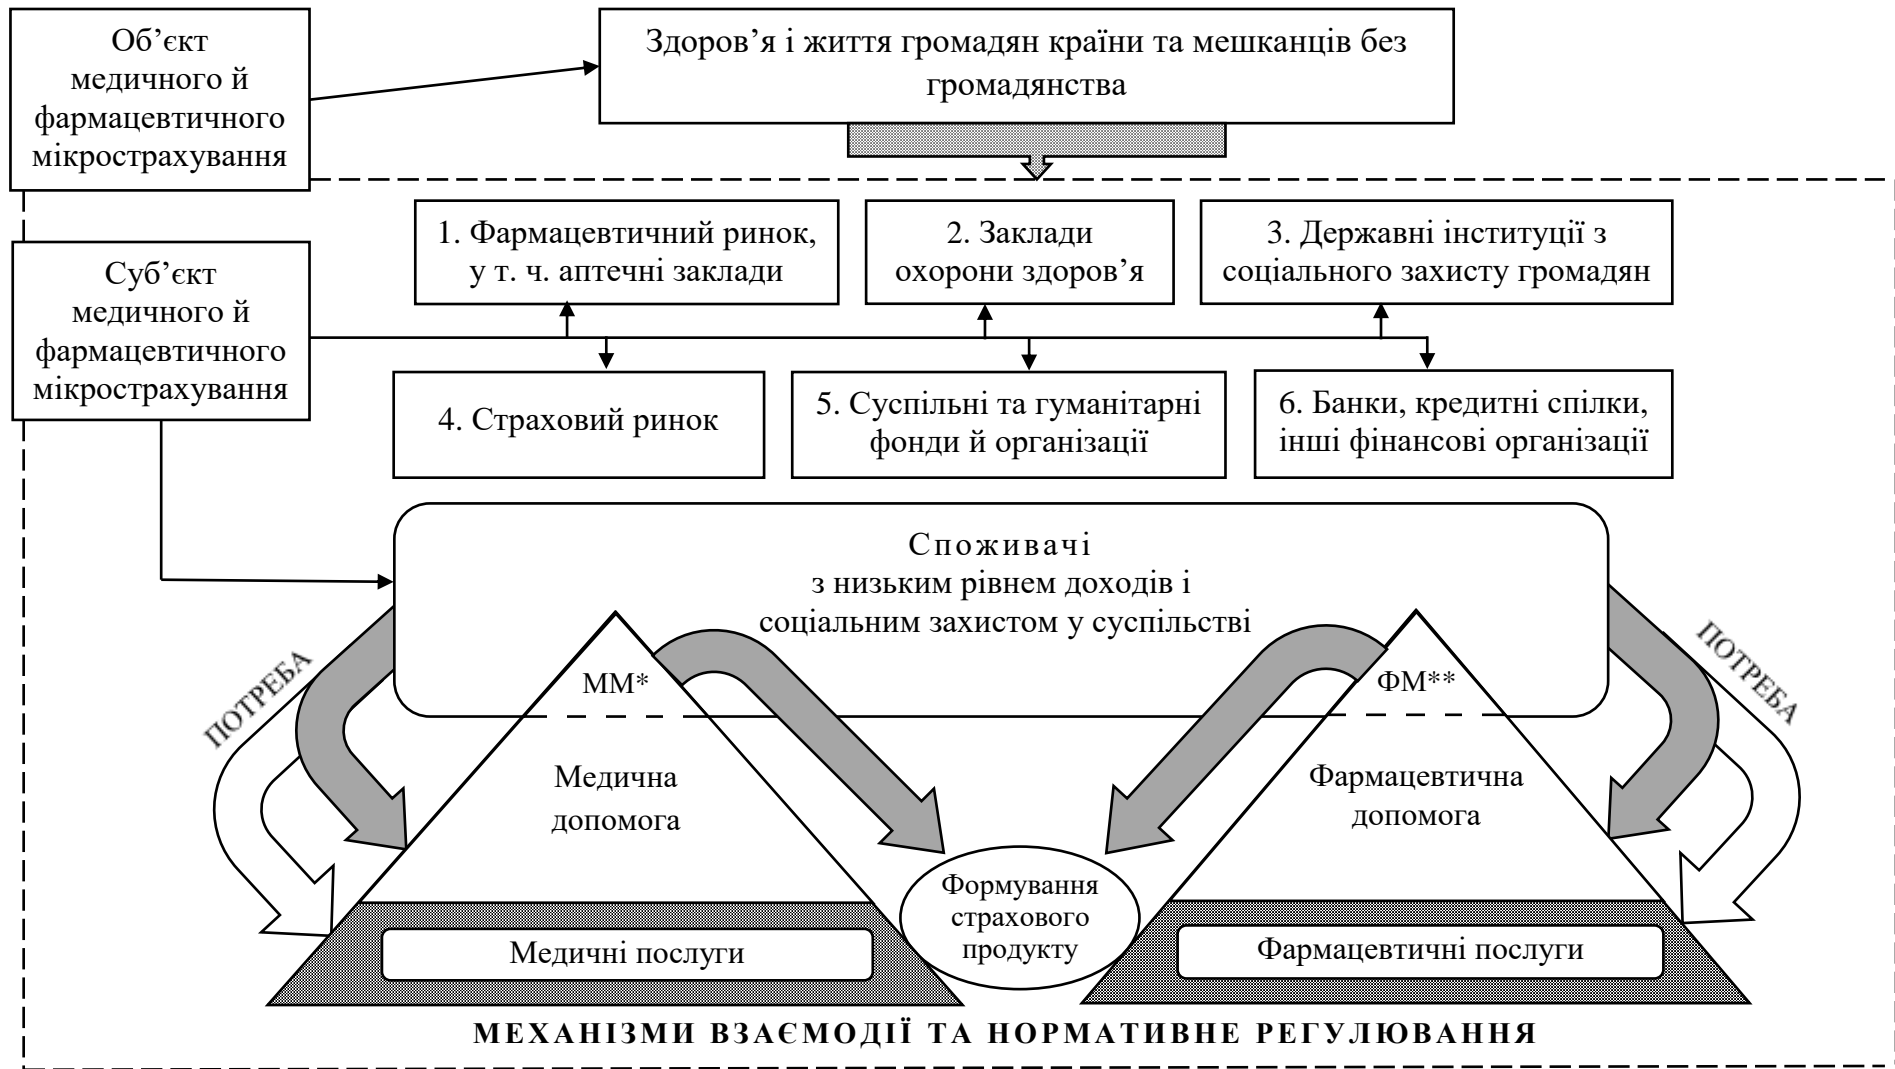 Об’єкт
медичного й
фармацевтичного
мікрострахування
Здоров’я і життя громадян країни та мешканців без
громадянства
1. Фармацевтичний ринок,
у т. ч. аптечні заклади
2. Заклади
охорони здоров’я
3. Державні інституції з
соціального захисту громадян
Суб’єкт
медичного й
фармацевтичного
мікрострахування
4. Страховий ринок
5. Суспільні та гуманітарні
фонди й організації
6. Банки, кредитні спілки,
інші фінансові організації
Споживачі
з низьким рівнем доходів і
соціальним захистом у суспільстві
ПОТРЕБА
ММ*
ФМ**
ПОТРЕБА
Медична
допомога
Фармацевтична
допомога
Формування
страхового
продукту
Медичні послуги
Фармацевтичні послуги
МЕХАНІЗМИ ВЗАЄМОДІЇ ТА НОРМАТИВНЕ РЕГУЛЮВАННЯ